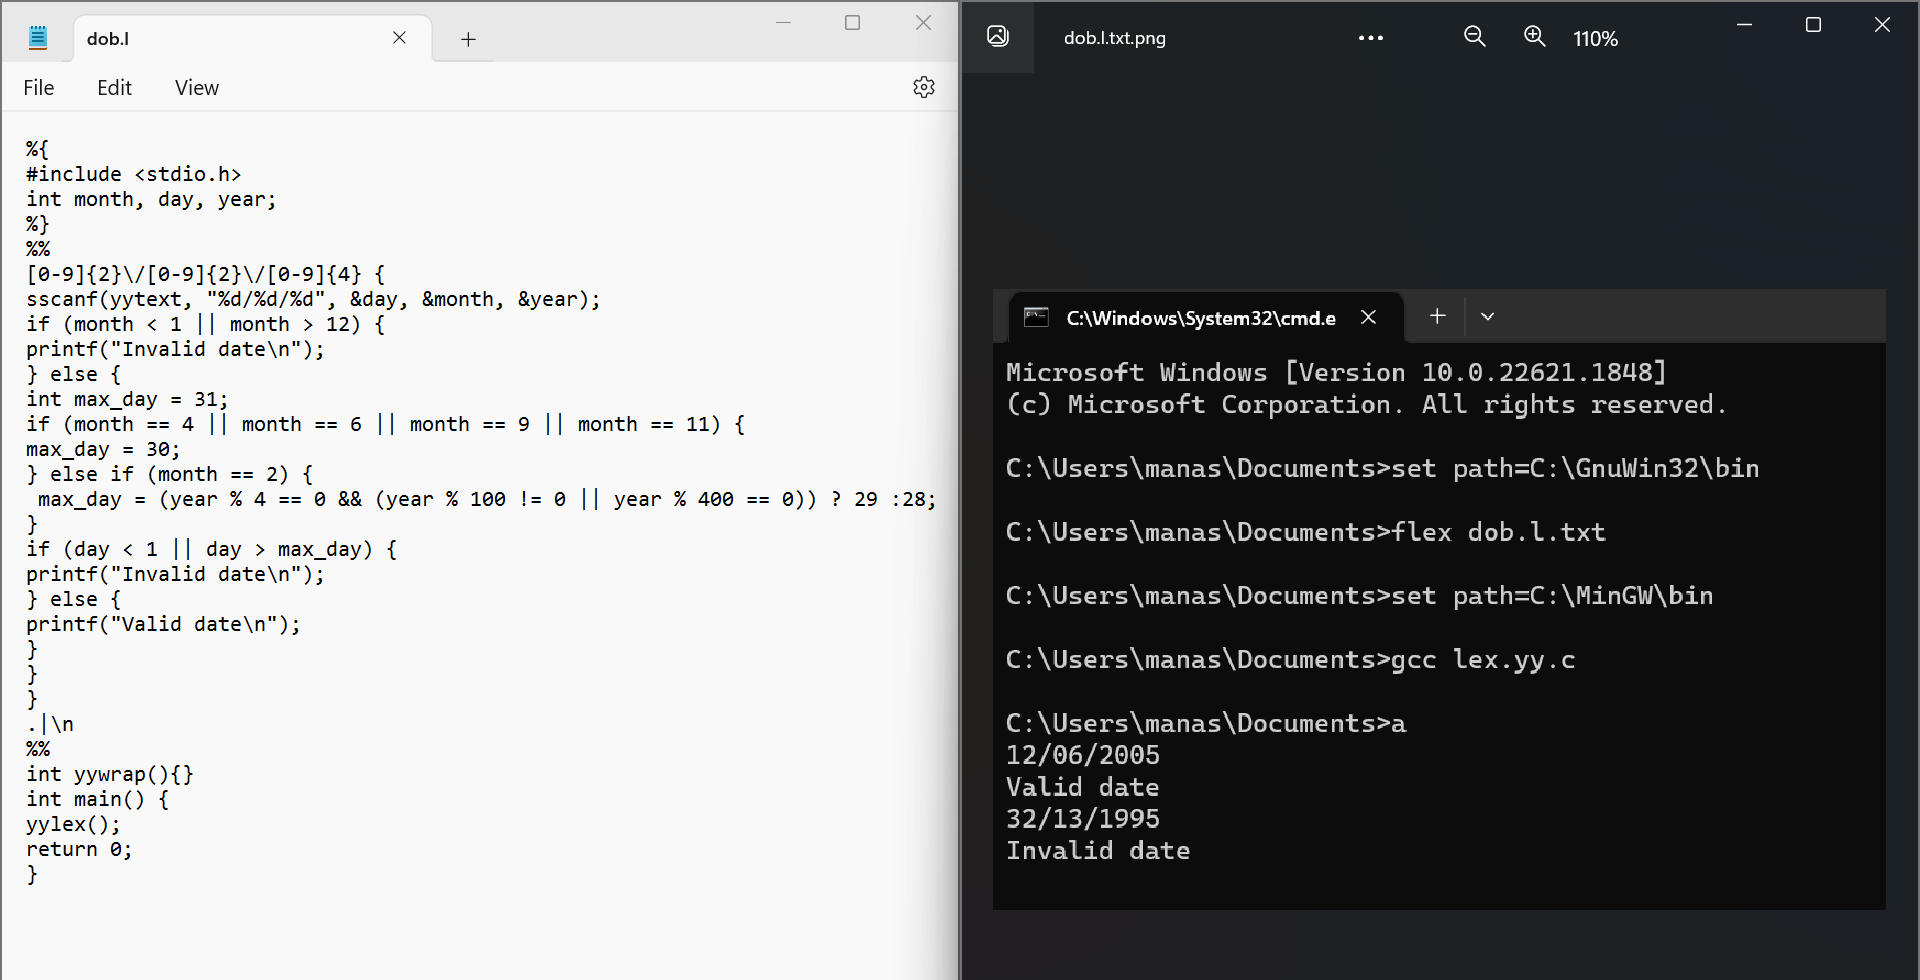 dob.l
File Edit View
%{
#include <stdio.h>
int month, day, year;
%}
%%
[0-9]{2}\/[0-9]{2}\/[0-9]{4} {
sscanf(yytext, "%d/%d/%d", &day, &month, &year);
if (month < 1 || month > 12) {
printf("Invalid date\n");
} else {
int max_day = 31;
if (month == 4 || month == 6 || month == 9 || month == 11) {
max_day = 30;
} else if (month == 2) {
max_day = (year % 4 == 0 && (year % 100 != 0 || year % 400 == 0)) ? 29 :28;
}
if (day < 1 || day > max_day) {
printf("Invalid date\n");
} else {
printf("Valid date\n");
}
}
}
.|\n
%%
int yywrap(){}
int main() {
yylex();
return 0;
}
dob.l.txt.png
110%
C:\Windows\System32\cmd.e
Microsoft Windows [Version 10.0.22621.1848]
(c) Microsoft Corporation. All rights reserved.
C:\Users\manas\Documents>set path=C:\GnuWin32\bin
C:\Users\manas\Documents>flex dob.l.txt
C:\Users\manas\Documents>set path=C:\MinGW\bin
C:\Users\manas\Documents>gcc lex.yy.c
C:\Users\manas\Documents>a
12/06/2005
Valid date
32/13/1995
Invalid date